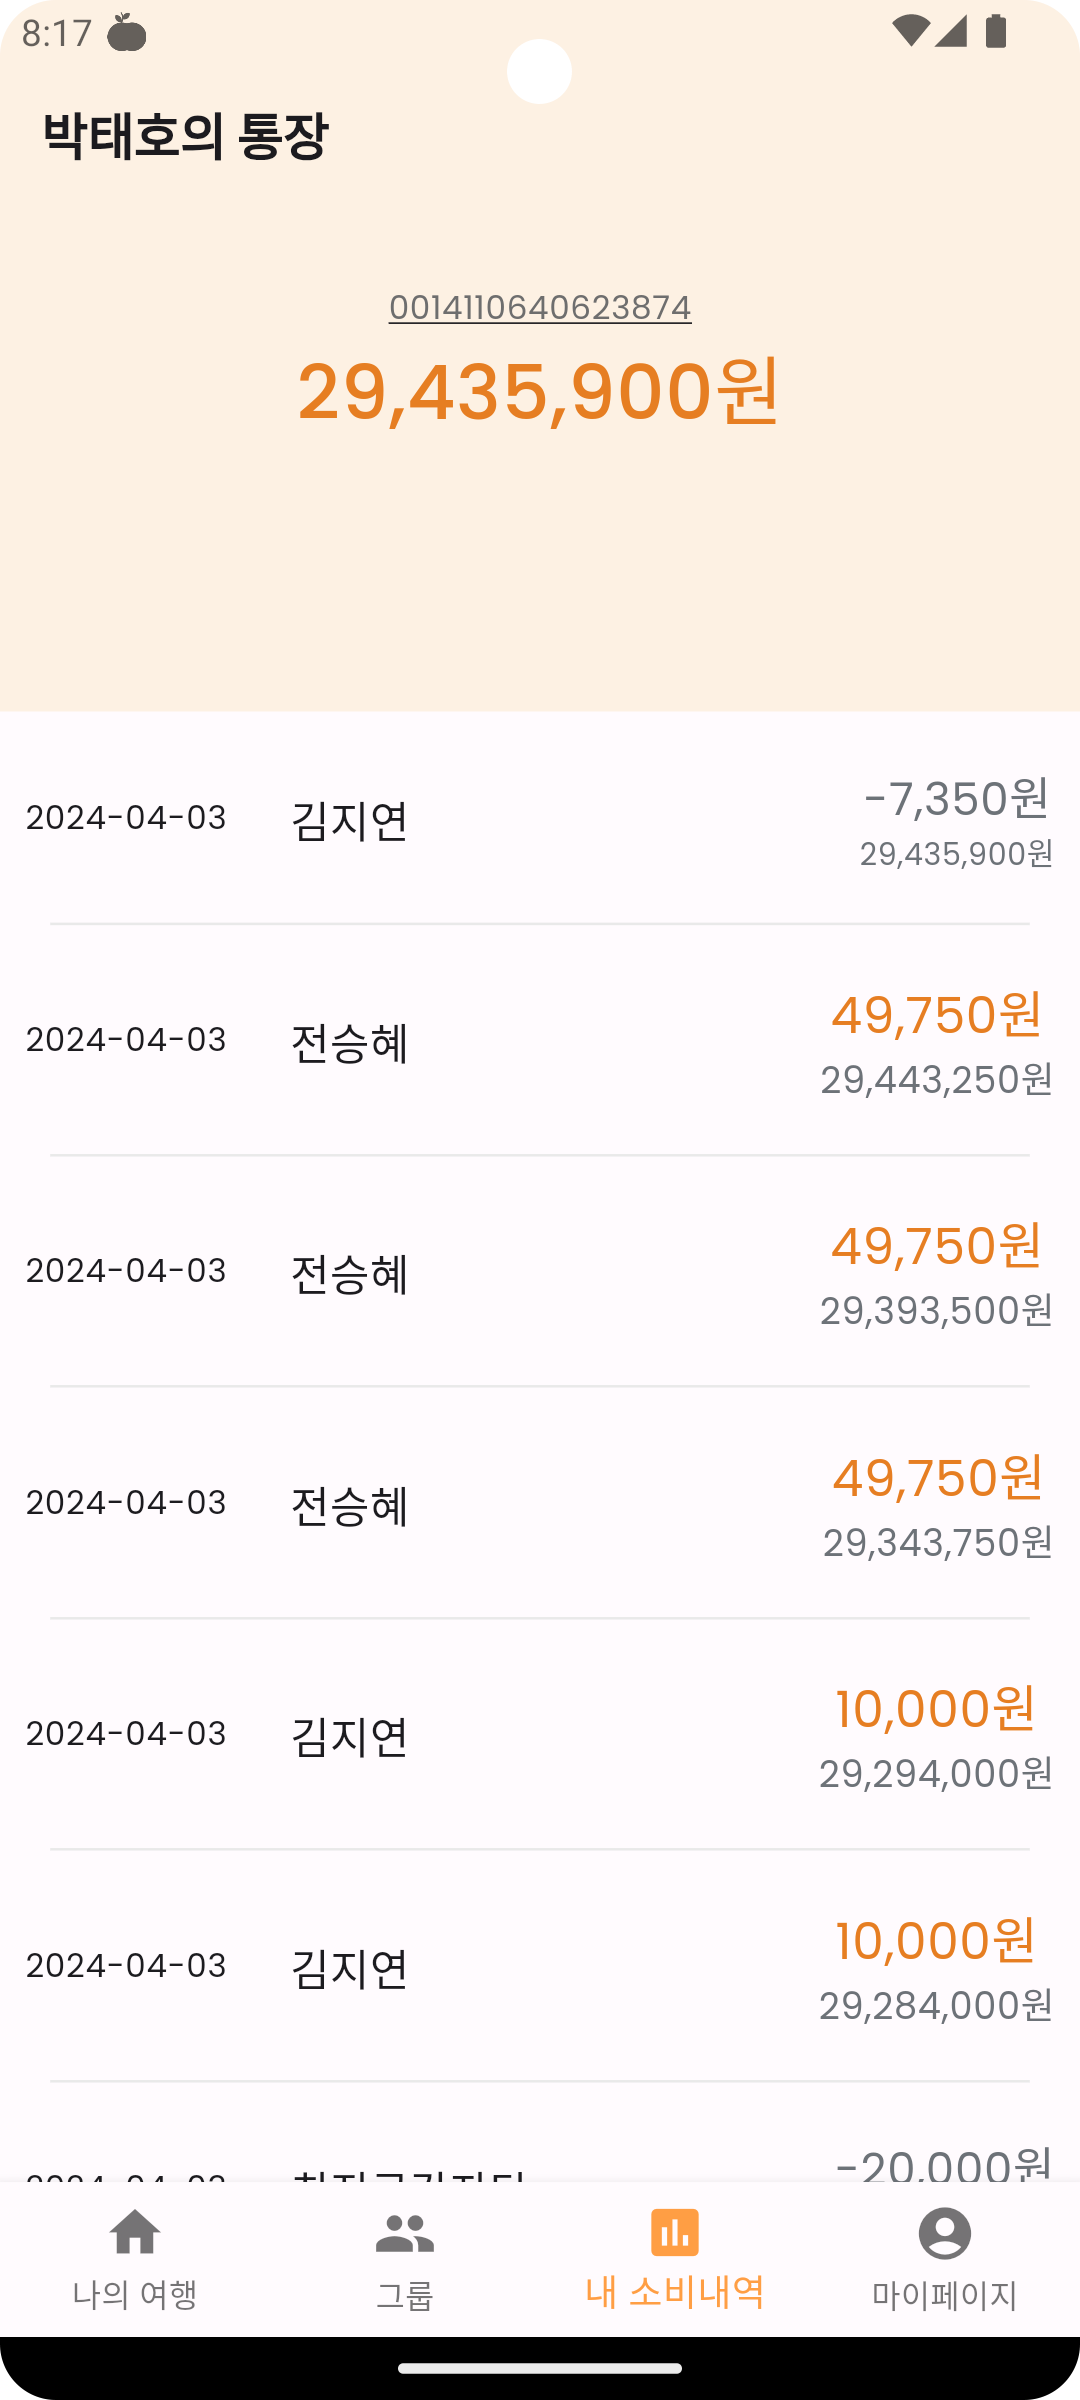 8:17
박태호의 통장
0014110640623874
29,435,900원
2024-04-03 김지연 -7,350원
29,435,900원
2024-04-03 전승혜 49,750원
29,443,250원
2024-04-03 전승혜 49,750원
29,393,500원
2024-04-03 전승혜 49,750원
29,343,750원
2024-04-03 김지연 10,000원
29,294,000원
2024-04-03 김지연 10,000원
29,284,000원
-20,000원
나의 여행 그룹 내 소비내역 마이페이지